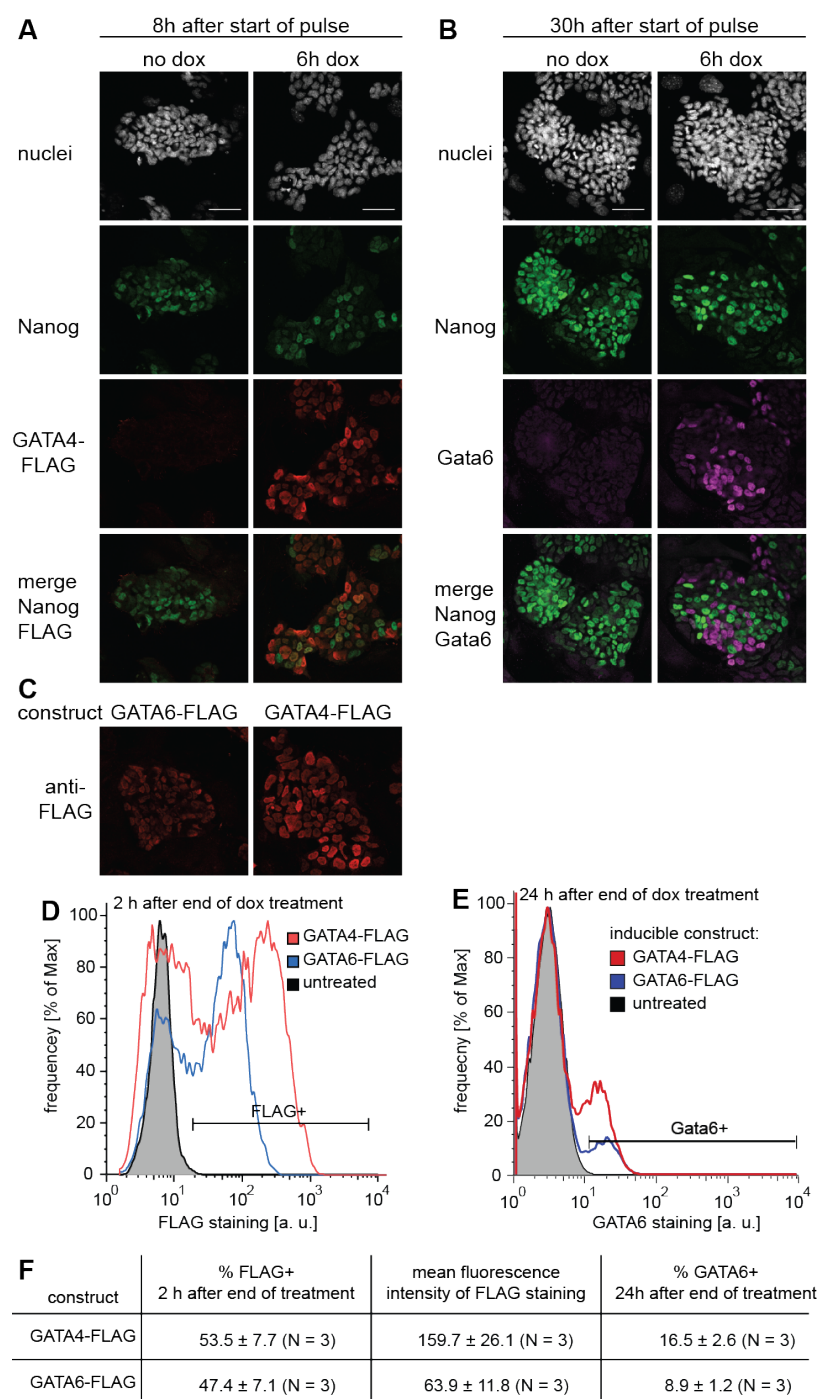 A
8h after start of pulse
no dox 6h dox
nuclei
Nanog
GATA4-
FLAG
merge
Nanog
FLAG
B
30h after start of pulse
no dox 6h dox
nuclei
Nanog
Gata6
merge
Nanog
Gata6
C
construct GATA6-FLAG GATA4-FLAG
anti-
FLAG
D 2 h after end of dox treatment
frequencey [% of Max]
100
80
60
40
20
0
GATA4-FLAG
GATA6-FLAG
untreated
FLAG+
10^0 10^1 10^2 10^3 10^4
FLAG staining [a. u.]
E 24 h after end of dox treatment
frequecny [% of Max]
100
80
60
40
20
0
inducible construct:
GATA4-FLAG
GATA6-FLAG
untreated
Gata6+
10^0 10^1 10^2 10^3 10^4
GATA6 staining [a. u.]
F
construct
% FLAG+
2 h after end of treatment
mean fluorescence
intensity of FLAG staining
% GATA6+
24h after end of treatment
GATA4-FLAG 53.5 ± 7.7 (N = 3) 159.7 ± 26.1 (N = 3) 16.5 ± 2.6 (N = 3)
GATA6-FLAG 47.4 ± 7.1 (N = 3) 63.9 ± 11.8 (N = 3) 8.9 ± 1.2 (N = 3)